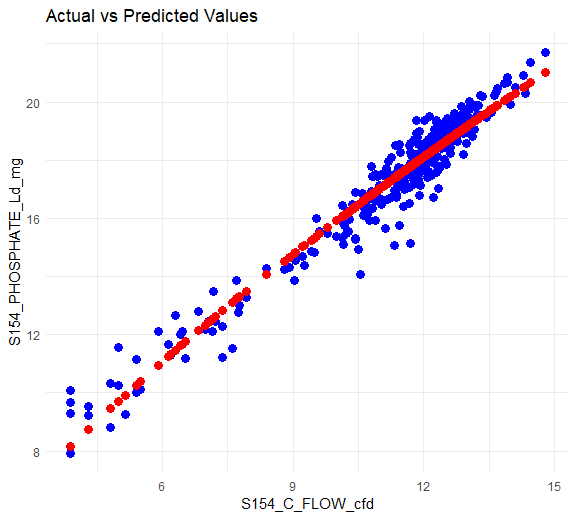 Actual vs Predicted Values
20
16
12
8
S154_PHOSPHATE_Ld_mg
6
9
12
15
S154_C_FLOW_cfd